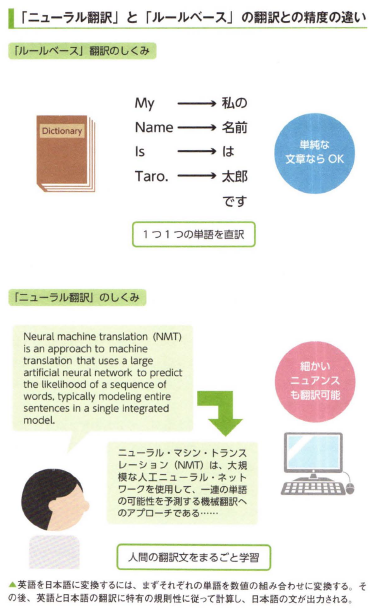 「ニューラル翻訳」と「ルールベース」の翻訳との精度の違い
「ルールベース」翻訳のしくみ
Dictionary
My → 私の
Name → 名前
Is → は
Taro. → 太郎
です
単純な
文章なら OK
1つ1つの単語を直訳
「ニューラル翻訳」のしくみ
Neural machine translation (NMT)
is an approach to machine
translation that uses a large
artificial neural network to predict
the likelihood of a sequence of
words, typically modeling entire
sentences in a single integrated
model.
細かい
ニュアンス
も翻訳可能
ニューラル・マシン・トランス
レーション（NMT）は、大規
模な人工ニューラル・ネット
ワークを使用して、一連の単語
の可能性を予測する機械翻訳へ
のアプローチである……
人間の翻訳文をまるごと学習
▲英語を日本語に変換するには、まずそれぞれの単語を数値の組み合わせに変換する。そ
の後、英語と日本語の翻訳に特有の規則性に従って計算し、日本語の文が出力される。